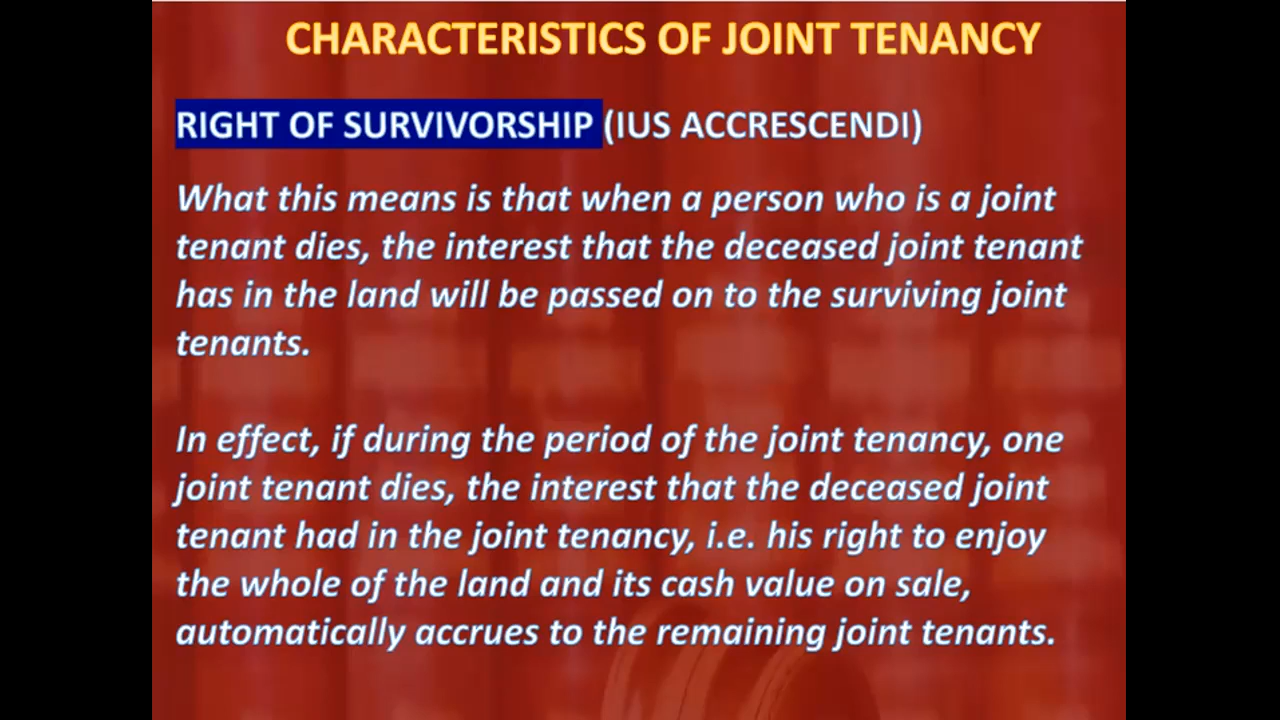 CHARACTERISTICS OF JOINT TENANCY
RIGHT OF SURVIVORSHIP (IUS ACCRESCENDI)
What this means is that when a person who is a joint
tenant dies, the interest that the deceased joint tenant
has in the land will be passed on to the surviving joint
tenants.
In effect, if during the period of the joint tenancy, one
joint tenant dies, the interest that the deceased joint
tenant had in the joint tenancy, i.e. his right to enjoy
the whole of the land and its cash value on sale,
automatically accrues to the remaining joint tenants.